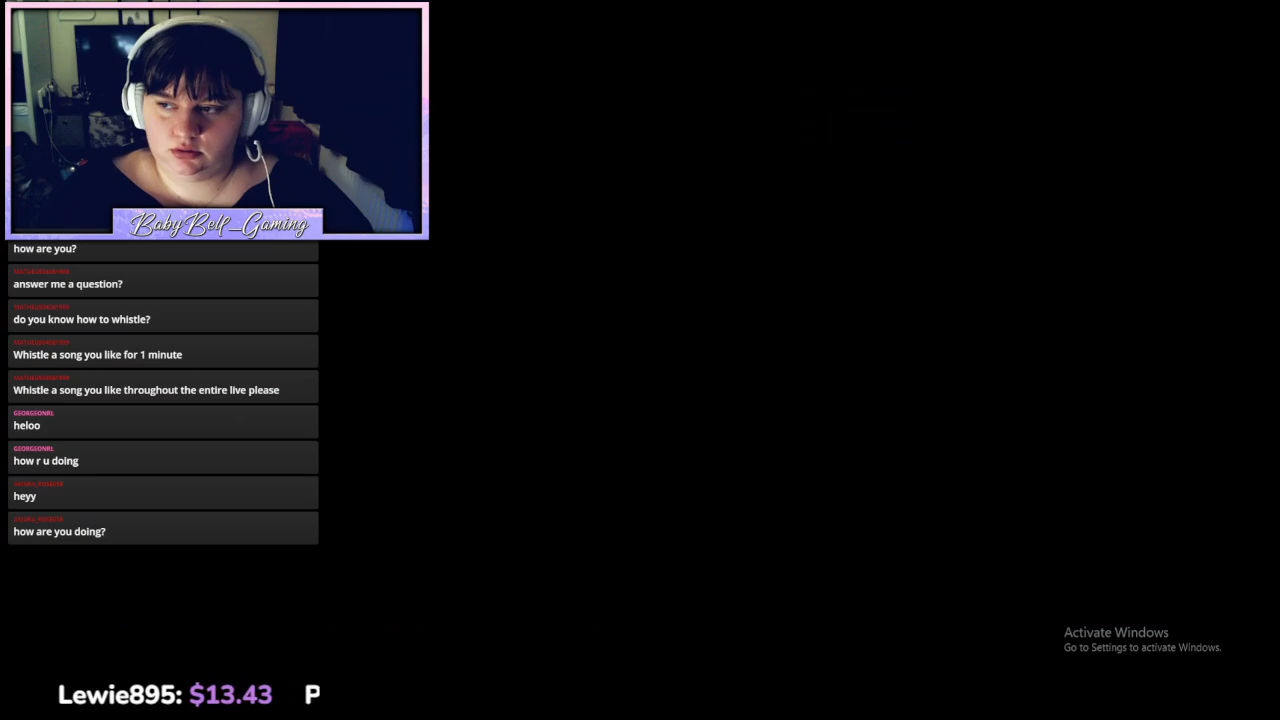 BabyBell_Gaming
how are you?
answer me a question?
do you know how to whistle?
Whistle a song you like for 1 minute
Whistle a song you like throughout the entire live please
GEORGEONRL
heloo
GEORGEONRL
how r u doing
heyy
how are you doing?
Activate Windows
Go to Settings to activate Windows.
Lewie895: $13.43 P